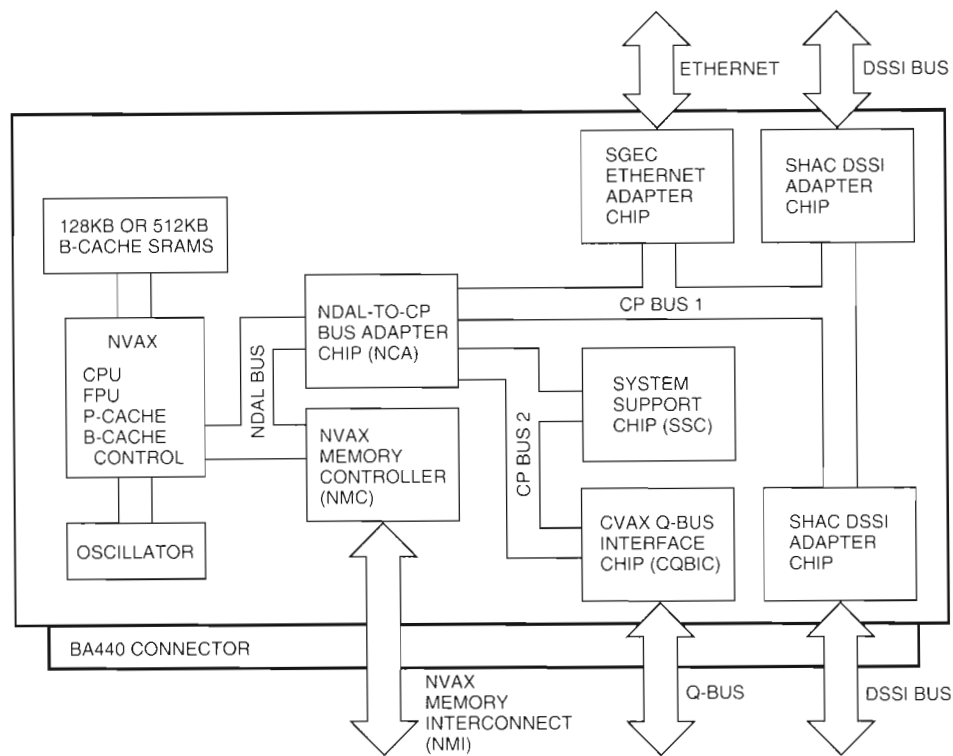 ETHERNET
DSSI BUS
SGEC
ETHERNET
ADAPTER
CHIP
SHAC DSSI
ADAPTER
CHIP
128KB OR 512KB
B-CACHE SRAMS
NDAL-TO-CP
BUS ADAPTER
CHIP (NCA)
CP BUS 1
NVAX
CPU
FPU
P-CACHE
B-CACHE
CONTROL
NDAL BUS
SYSTEM
SUPPORT
CHIP (SSC)
CP BUS 2
NVAX
MEMORY
CONTROLLER
(NMC)
OSCILLATOR
CVAX Q-BUS
INTERFACE
CHIP (CQBIC)
SHAC DSSI
ADAPTER
CHIP
BA440 CONNECTOR
NVAX
MEMORY
INTERCONNECT
(NMI)
Q-BUS
DSSI BUS